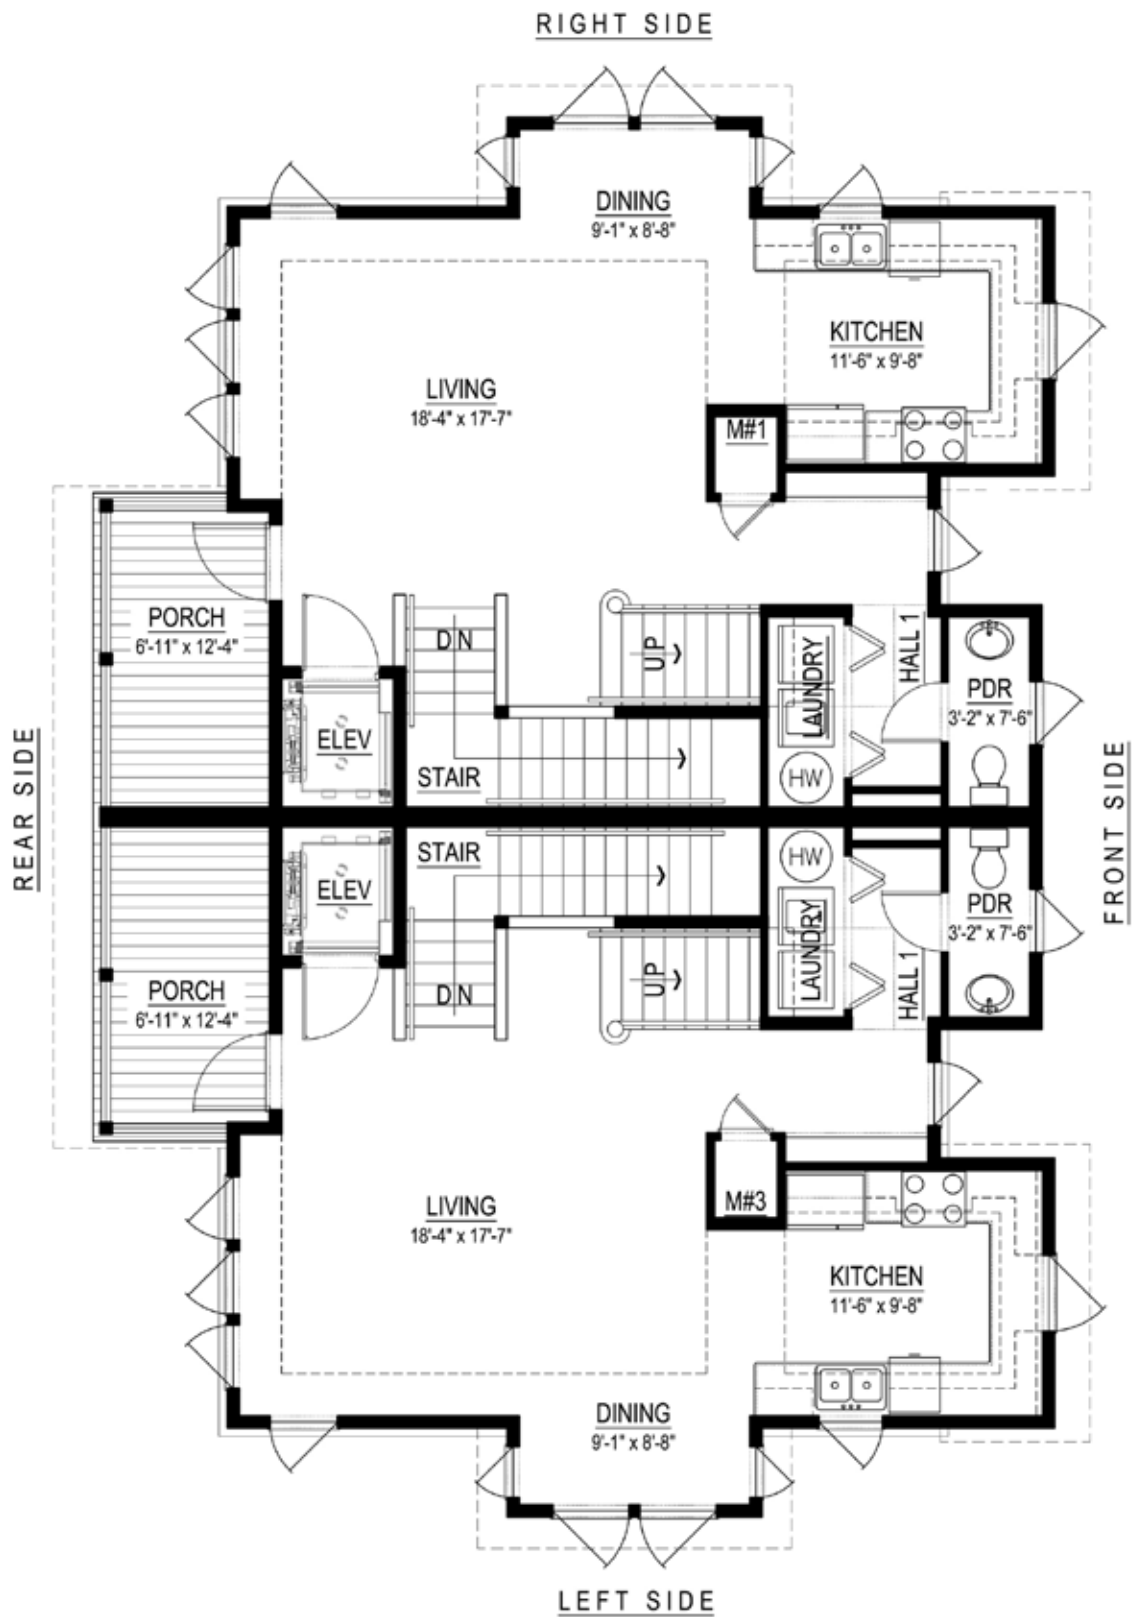 RIGHT SIDE
DINING
9'-1" x 8'-8"
KITCHEN
11'-6" x 9'-8"
LIVING
18'-4" x 17'-7"
M#1
PORCH
6'-11" x 12'-4"
DN
UP
LAUNDRY
HALL 1
PDR
3'-2" x 7'-6"
ELEV
STAIR
HW
REAR SIDE
FRONT SIDE
STAIR
HW
ELEV
PDR
3'-2" x 7'-6"
LAUNDRY
HALL 1
UP
DN
PORCH
6'-11" x 12'-4"
M#3
LIVING
18'-4" x 17'-7"
KITCHEN
11'-6" x 9'-8"
DINING
9'-1" x 8'-8"
LEFT SIDE